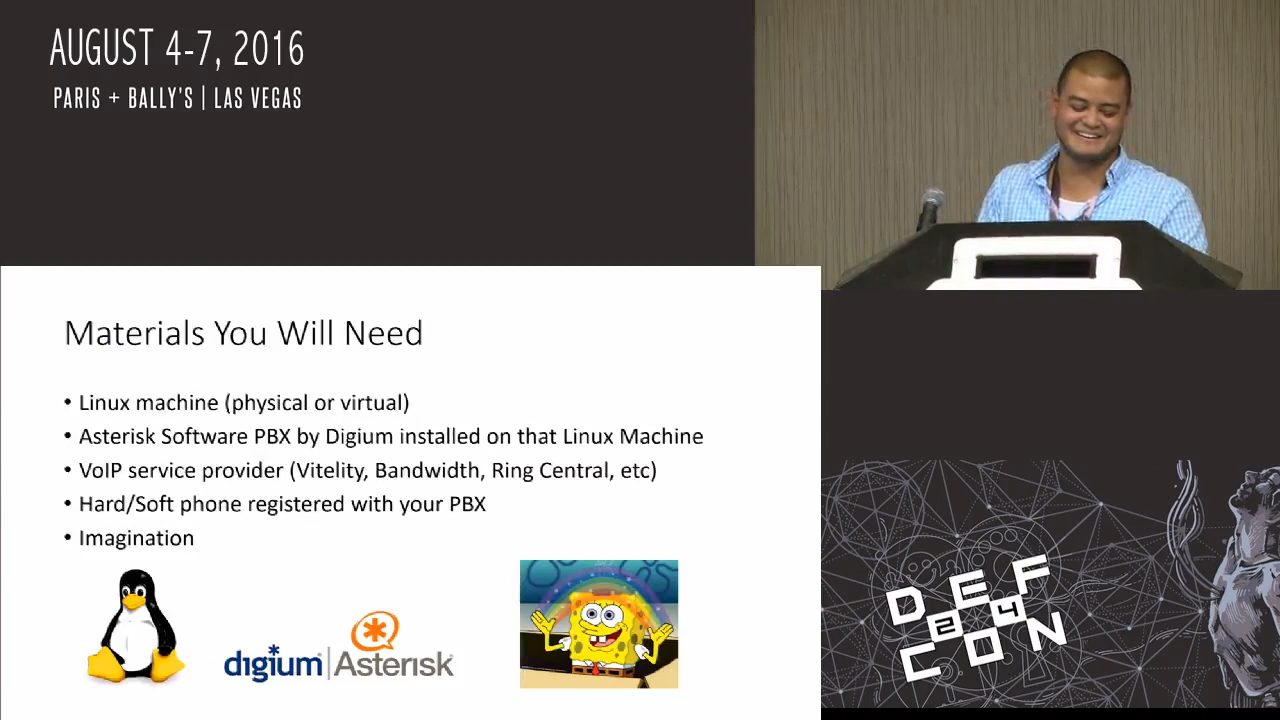 AUGUST 4-7, 2016
PARIS + BALLY'S | LAS VEGAS
Materials You Will Need
• Linux machine (physical or virtual)
• Asterisk Software PBX by Digium installed on that Linux Machine
• VoIP service provider (Vitelity, Bandwidth, Ring Central, etc)
• Hard/Soft phone registered with your PBX
• Imagination
digium | Asterisk
DEF
24
CON